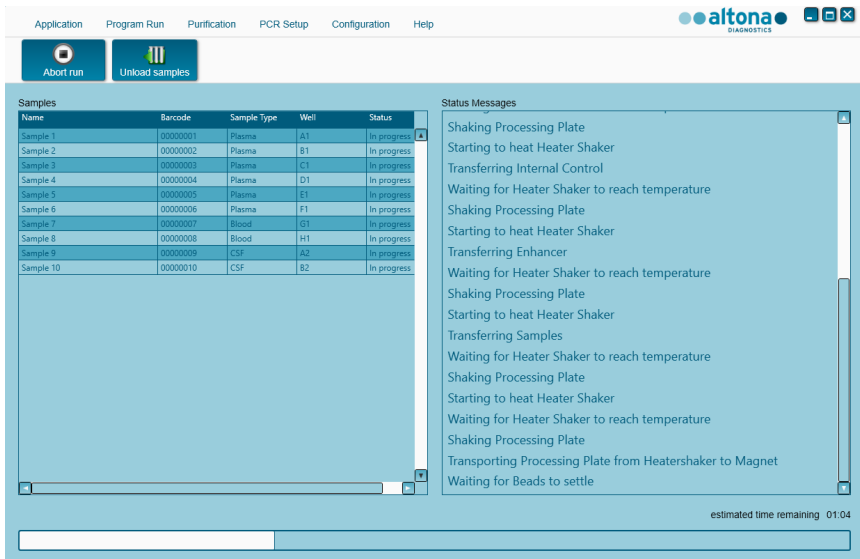 Application Program Run Purification PCR Setup Configuration Help
altona
DIAGNOSTICS
Abort run Unload samples
Samples
Name Barcode Sample Type Well Status
Sample 1 00000001 Plasma A1 In progress
Sample 2 00000002 Plasma B1 In progress
Sample 3 00000003 Plasma C1 In progress
Sample 4 00000004 Plasma D1 In progress
Sample 5 00000005 Plasma E1 In progress
Sample 6 00000006 Plasma F1 In progress
Sample 7 00000007 Blood G1 In progress
Sample 8 00000008 Blood H1 In progress
Sample 9 00000009 CSF A2 In progress
Sample 10 00000010 CSF B2 In progress
Status Messages
Shaking Processing Plate
Starting to heat Heater Shaker
Transferring Internal Control
Waiting for Heater Shaker to reach temperature
Shaking Processing Plate
Starting to heat Heater Shaker
Transferring Enhancer
Waiting for Heater Shaker to reach temperature
Shaking Processing Plate
Starting to heat Heater Shaker
Transferring Samples
Waiting for Heater Shaker to reach temperature
Shaking Processing Plate
Starting to heat Heater Shaker
Waiting for Heater Shaker to reach temperature
Shaking Processing Plate
Transporting Processing Plate from Heatershaker to Magnet
Waiting for Beads to settle
estimated time remaining 01:04